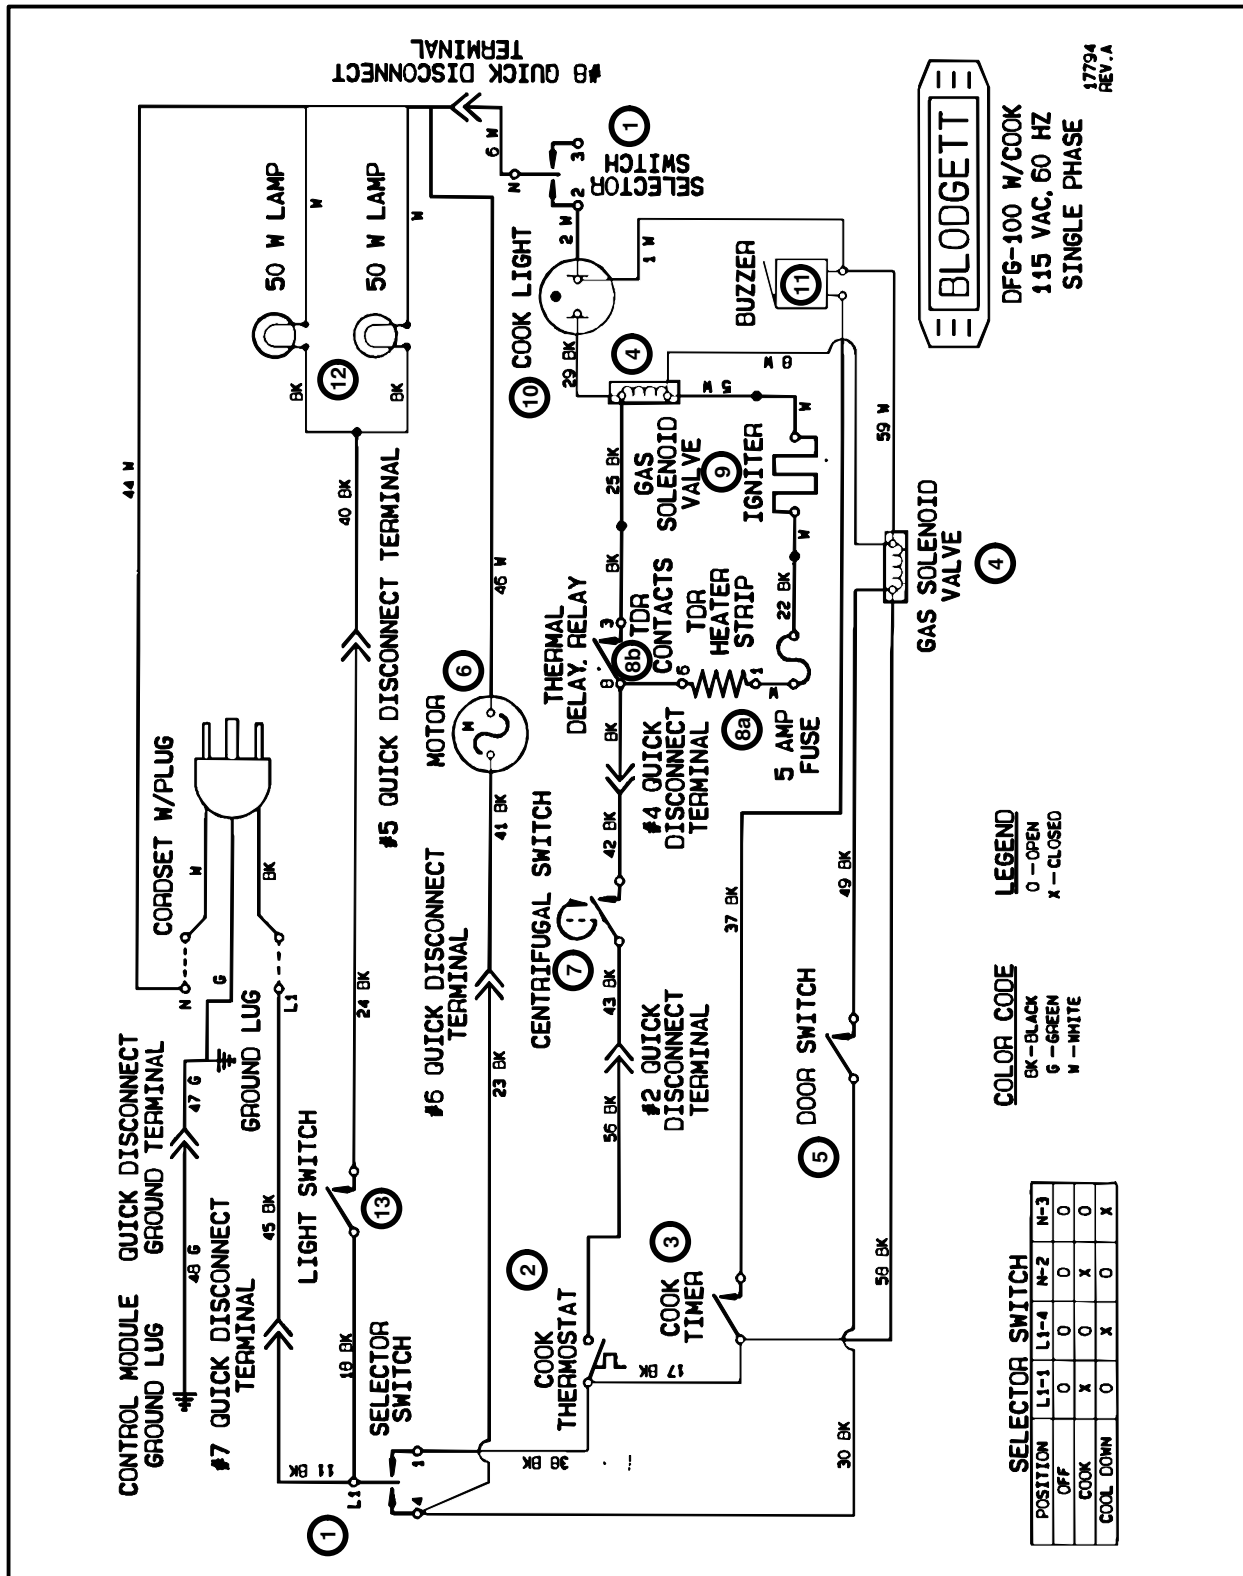 CONTROL MODULE
GROUND LUG
QUICK DISCONNECT
GROUND TERMINAL
48 G
47 G
#7 QUICK DISCONNECT
TERMINAL
GROUND LUG
G
N
L1
CORDSET W/PLUG
W
BK
44 W
45 BK
11 BK
L1
1
SELECTOR
SWITCH
4
1
18 BK
LIGHT SWITCH
13
24 BK
#5 QUICK DISCONNECT TERMINAL
40 BK
BK
BK
12
50 W LAMP
W
50 W LAMP
W
#8 QUICK DISCONNECT
TERMINAL
#6 QUICK DISCONNECT
TERMINAL
23 BK
41 BK
MOTOR
M
6
46 W
6 W
N
2
3
SELECTOR
SWITCH
1
38 BK
COOK
THERMOSTAT
2
56 BK
#2 QUICK
DISCONNECT
TERMINAL
43 BK
CENTRIFUGAL SWITCH
7
42 BK
#4 QUICK
DISCONNECT
TERMINAL
BK
THERMAL
DELAY, RELAY
8
3
8b
TDR
CONTACTS
BK
25 BK
GAS
SOLENOID
VALVE
4
29 BK
COOK LIGHT
10
2 W
1 W
6
TDR
HEATER
STRIP
8a
1
W
5 AMP
FUSE
22 BK
W
IGNITER
9
W
5 W
8 W
BUZZER
11
17 BK
COOK
TIMER
3
37 BK
30 BK
DOOR SWITCH
5
49 BK
58 BK
GAS SOLENOID
VALVE
4
59 W
SELECTOR SWITCH
POSITION L1-1 L1-4 N-2 N-3
OFF O O O O
COOK X O X O
COOL DOWN O X O X
COLOR CODE
BK - BLACK
G - GREEN
W - WHITE
LEGEND
O - OPEN
X - CLOSED
BLODGETT
DFG-100 W/COOK
115 VAC, 60 HZ
SINGLE PHASE
17794
REV.A